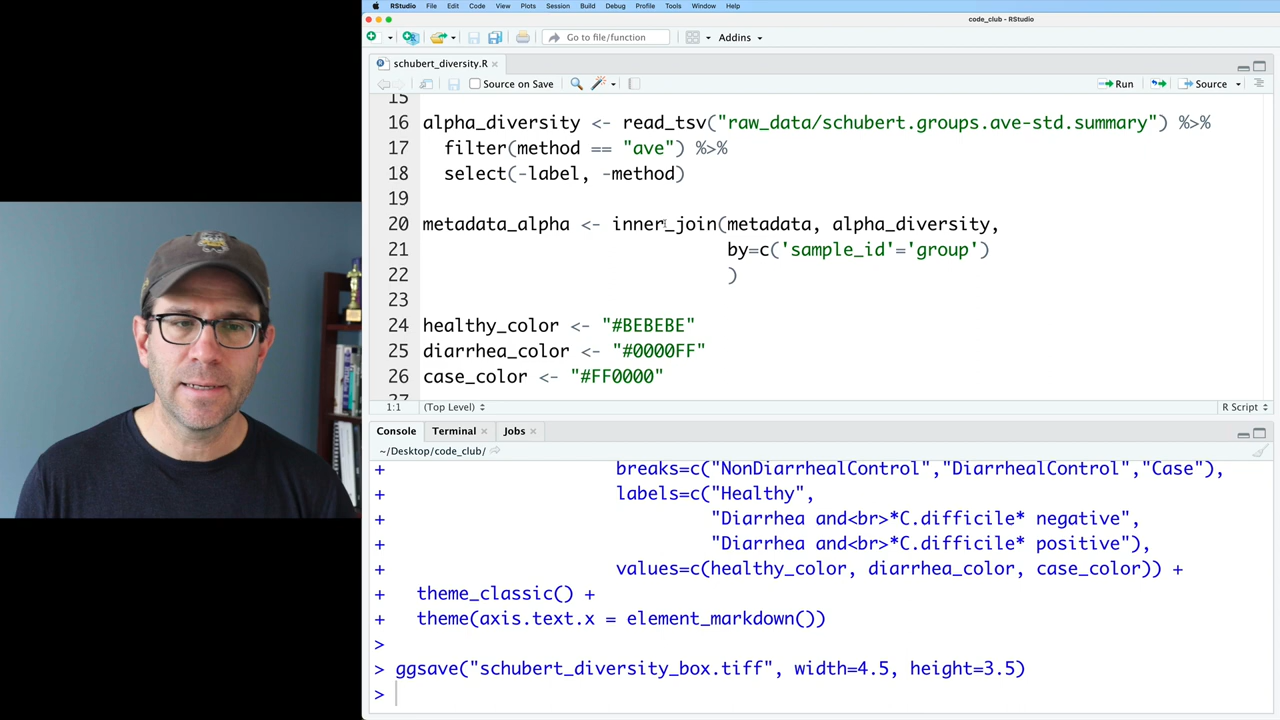 RStudio File Edit Code View Plots Session Build Debug Profile Tools Window Help
code_club - RStudio
Go to file/function Addins
schubert_diversity.R
Source on Save Run Source
15
16 alpha_diversity <- read_tsv("raw_data/schubert.groups.ave-std.summary") %>%
17 filter(method == "ave") %>%
18 select(-label, -method)
19
20 metadata_alpha <- inner_join(metadata, alpha_diversity,
21 by=c('sample_id'='group')
22 )
23
24 healthy_color <- "#BEBEBE"
25 diarrhea_color <- "#0000FF"
26 case_color <- "#FF0000"
27
1:1 (Top Level) R Script
Console Terminal Jobs
~/Desktop/code_club/
+ breaks=c("NonDiarrhealControl","DiarrhealControl","Case"),
+ labels=c("Healthy",
+ "Diarrhea and<br>*C.difficile* negative",
+ "Diarrhea and<br>*C.difficile* positive"),
+ values=c(healthy_color, diarrhea_color, case_color)) +
+ theme_classic() +
+ theme(axis.text.x = element_markdown())
>
> ggsave("schubert_diversity_box.tiff", width=4.5, height=3.5)
>